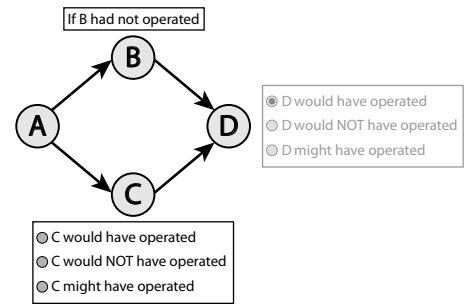 If B had not operated
B
A
D
C
D would have operated
D would NOT have operated
D might have operated
C would have operated
C would NOT have operated
C might have operated